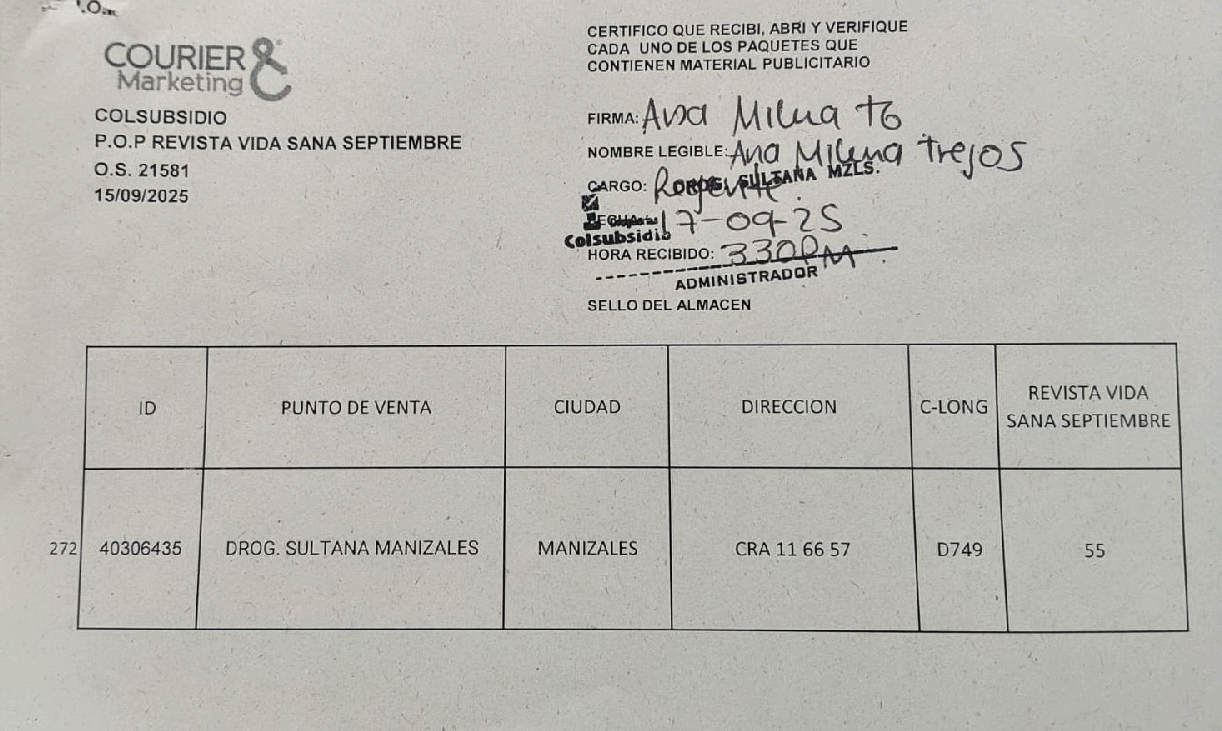 COURIER &
Marketing
COLSUBSIDIO
P.O.P REVISTA VIDA SANA SEPTIEMBRE
O.S. 21581
15/09/2025
CERTIFICO QUE RECIBI, ABRI Y VERIFIQUE
CADA UNO DE LOS PAQUETES QUE
CONTIENEN MATERIAL PUBLICITARIO
FIRMA: Ana Milena
NOMBRE LEGIBLE: Ana Milena trejos
CARGO: Regente
DROG. SULTANA MZLS.
17-09-25
Colsubsidio
HORA RECIBIDO: 330PM
ADMINISTRADOR
SELLO DEL ALMACEN
ID PUNTO DE VENTA CIUDAD DIRECCION C-LONG REVISTA VIDA
SANA SEPTIEMBRE
272 40306435 DROG. SULTANA MANIZALES MANIZALES CRA 11 66 57 D749 55